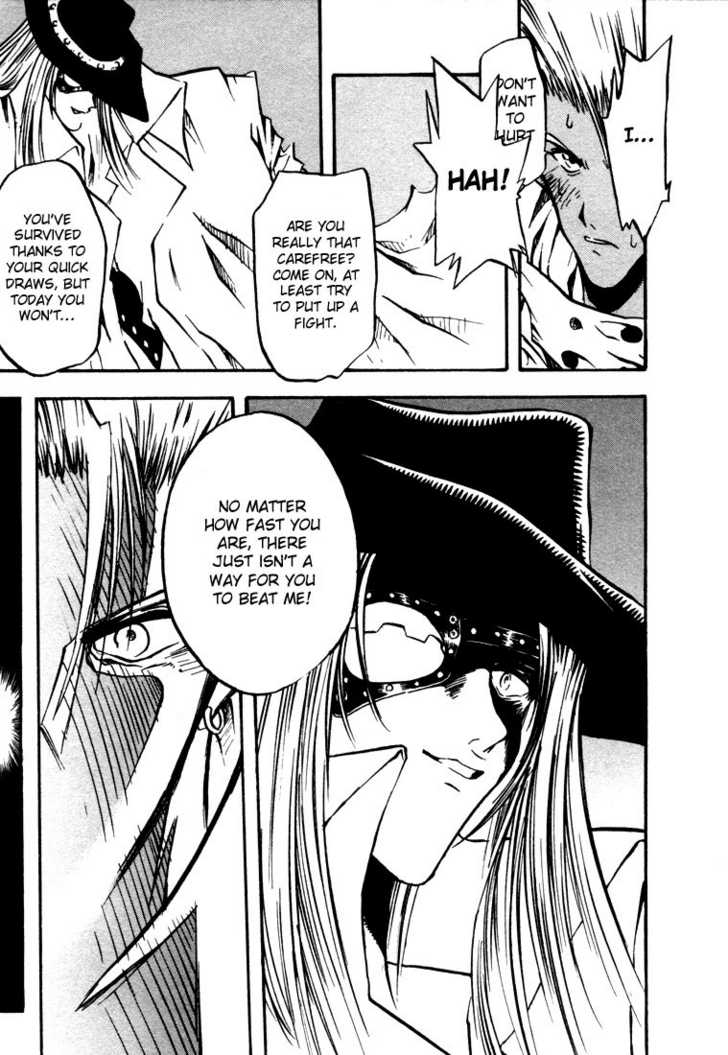 I...
DON'T
WANT
TO
HURT
HAH!
ARE YOU
REALLY THAT
CAREFREE?
COME ON, AT
LEAST TRY
TO PUT UP
A FIGHT.
YOU'VE
SURVIVED
THANKS TO
YOUR QUICK
DRAWS, BUT
TODAY YOU
WON'T...
NO MATTER
HOW FAST YOU
ARE, THERE
JUST ISN'T A
WAY FOR YOU
TO BEAT ME!